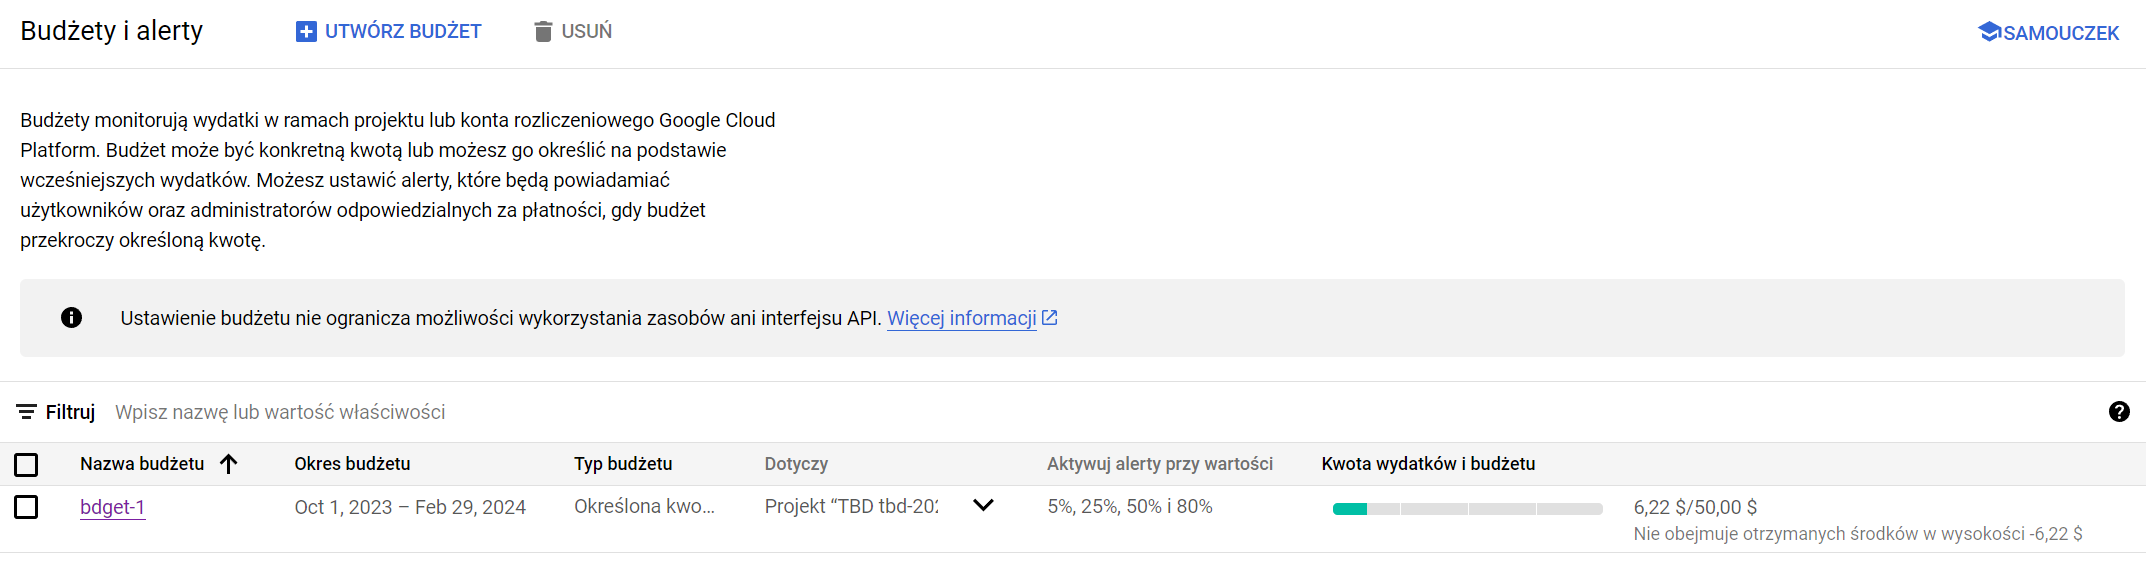 Budżety i alerty
UTWÓRZ BUDŻET
USUŃ
SAMOUCZEK
Budżety monitorują wydatki w ramach projektu lub konta rozliczeniowego Google Cloud
Platform. Budżet może być konkretną kwotą lub możesz go określić na podstawie
wcześniejszych wydatków. Możesz ustawić alerty, które będą powiadamiać
użytkowników oraz administratorów odpowiedzialnych za płatności, gdy budżet
przekroczy określoną kwotę.
Ustawienie budżetu nie ogranicza możliwości wykorzystania zasobów ani interfejsu API. Więcej informacji
Filtruj Wpisz nazwę lub wartość właściwości
Nazwa budżetu Okres budżetu Typ budżetu Dotyczy Aktywuj alerty przy wartości Kwota wydatków i budżetu
bdget-1 Oct 1, 2023 – Feb 29, 2024 Określona kwo... Projekt “TBD tbd-202 5%, 25%, 50% i 80% 6,22 $/50,00 $
Nie obejmuje otrzymanych środków w wysokości -6,22 $